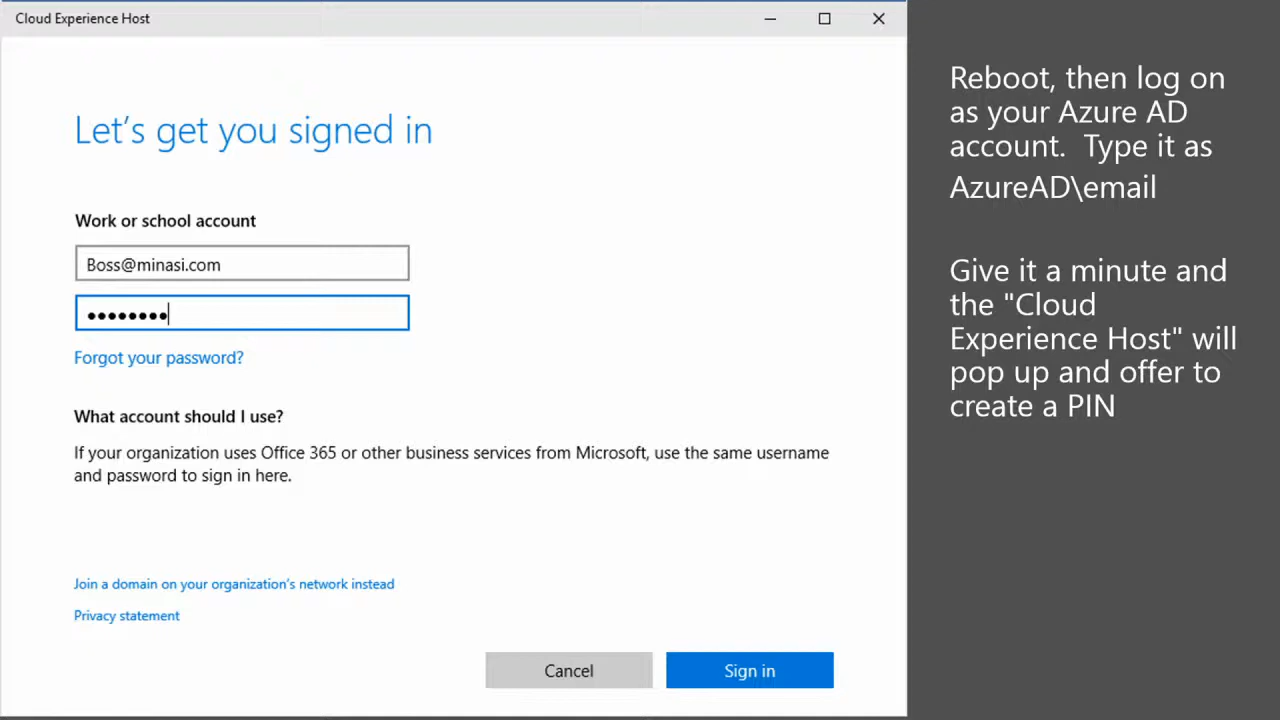 Cloud Experience Host
Let's get you signed in
Work or school account
Boss@minasi.com
••••••••
Forgot your password?
What account should I use?
If your organization uses Office 365 or other business services from Microsoft, use the same username
and password to sign in here.
Join a domain on your organization's network instead
Privacy statement
Cancel
Sign in
Reboot, then log on
as your Azure AD
account.  Type it as
AzureAD\email
Give it a minute and
the "Cloud
Experience Host" will
pop up and offer to
create a PIN